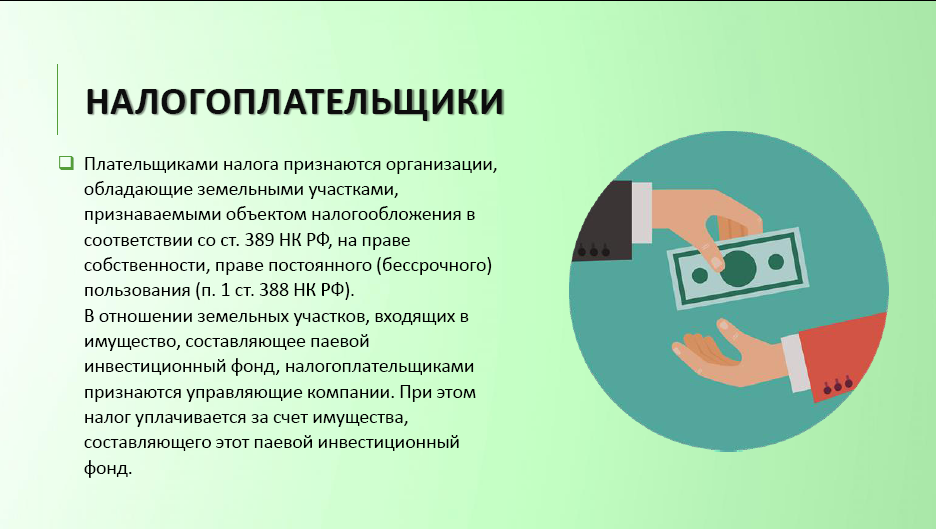 НАЛОГОПЛАТЕЛЬЩИКИ
Плательщиками налога признаются организации,
обладающие земельными участками,
признаваемыми объектом налогообложения в
соответствии со ст. 389 НК РФ, на праве
собственности, праве постоянного (бессрочного)
пользования (п. 1 ст. 388 НК РФ).
В отношении земельных участков, входящих в
имущество, составляющее паевой
инвестиционный фонд, налогоплательщиками
признаются управляющие компании. При этом
налог уплачивается за счет имущества,
составляющего этот паевой инвестиционный
фонд.